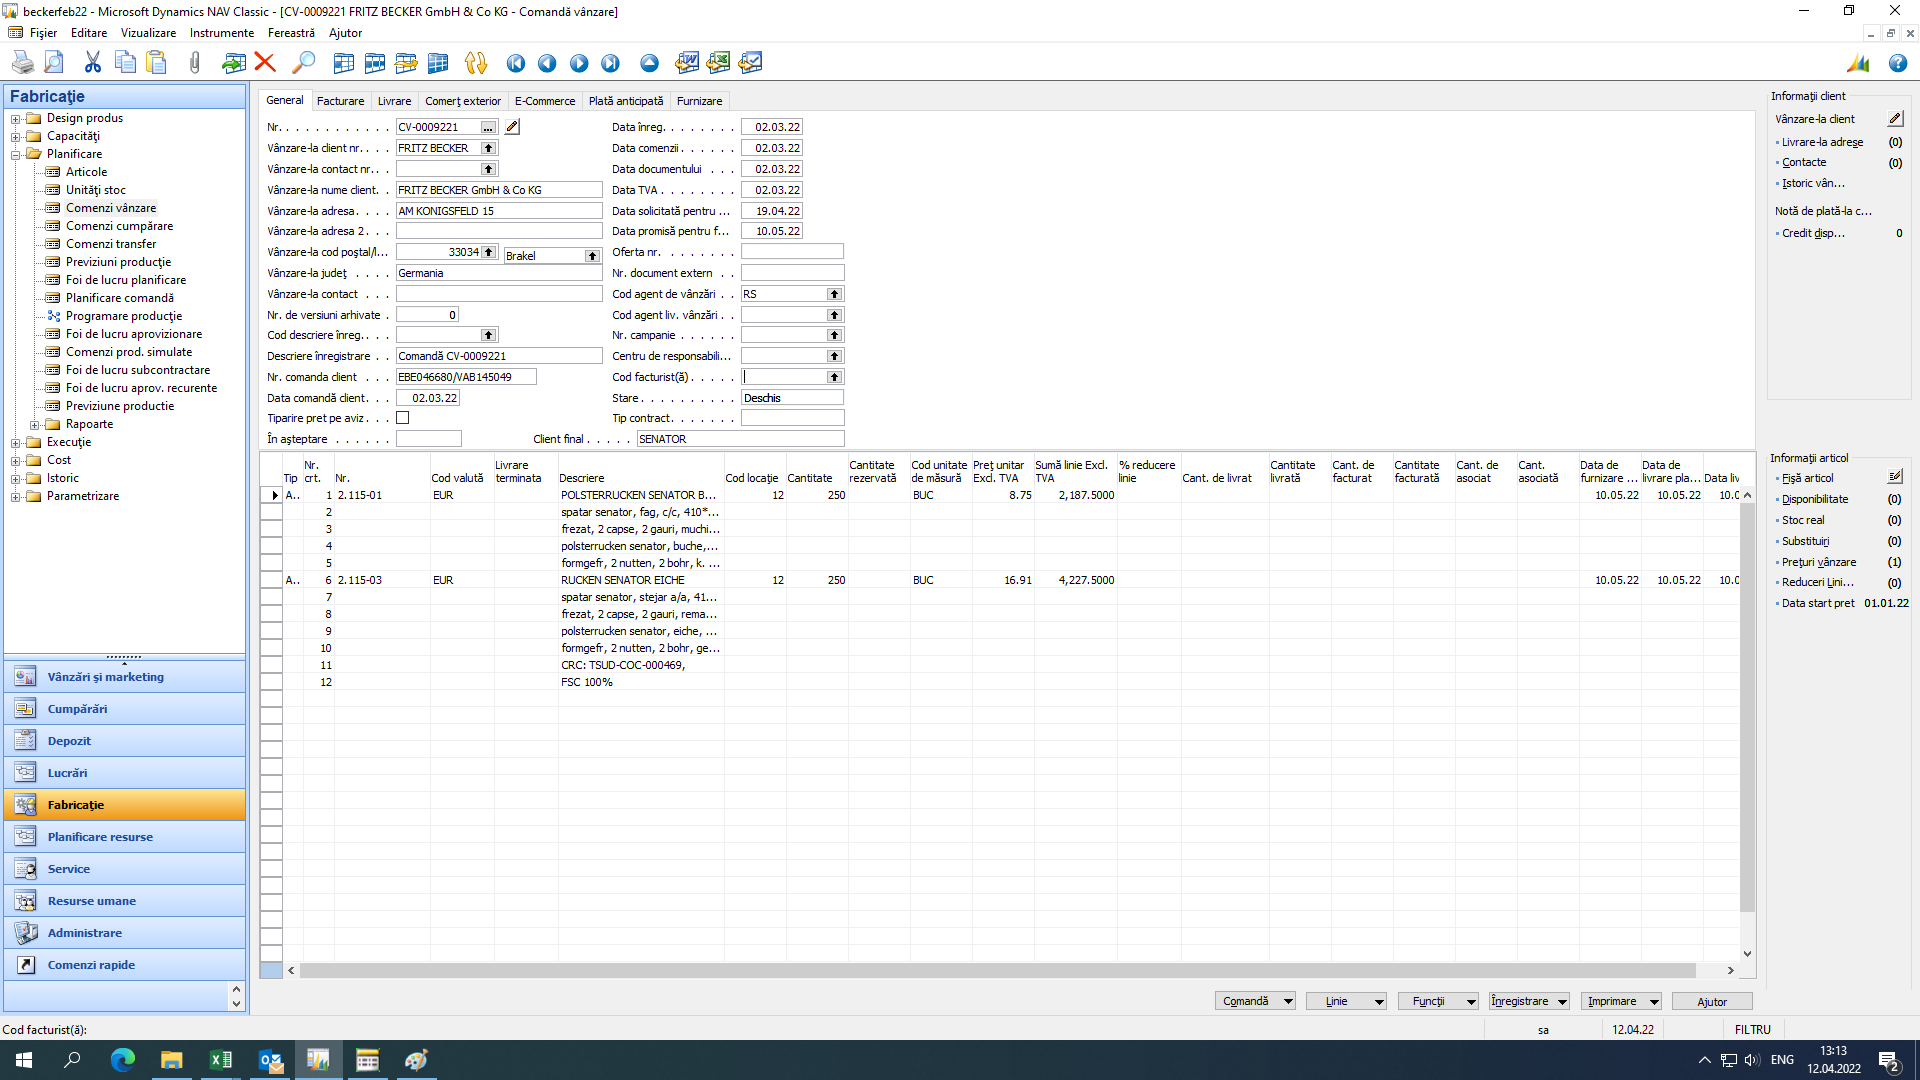 beckerfeb22 - Microsoft Dynamics NAV Classic - [CV-0009221 FRITZ BECKER GmbH & Co KG - Comandă vânzare]
Fişier Editare Vizualizare Instrumente Fereastră Ajutor
Fabricaţie
Design produs
Capacităţi
Planificare
Articole
Unităţi stoc
Comenzi vânzare
Comenzi cumpărare
Comenzi transfer
Previziuni producţie
Foi de lucru planificare
Planificare comandă
Programare producţie
Foi de lucru aprovizionare
Comenzi prod. simulate
Foi de lucru subcontractare
Foi de lucru aprov. recurente
Previziune productie
Rapoarte
Execuţie
Cost
Istoric
Parametrizare
Vânzări şi marketing
Cumpărări
Depozit
Lucrări
Fabricaţie
Planificare resurse
Service
Resurse umane
Administrare
Comenzi rapide
General Facturare Livrare Comerţ exterior E-Commerce Plată anticipată Furnizare
Nr. . . . . . . . . . . . CV-0009221 ... Data înreg. . . . . . . . 02.03.22
Vânzare-la client nr. . . . FRITZ BECKER Data comenzii . . . . . . 02.03.22
Vânzare-la contact nr. . . Data documentului . . . 02.03.22
Vânzare-la nume client. . FRITZ BECKER GmbH & Co KG Data TVA . . . . . . . . 02.03.22
Vânzare-la adresa. . . . AM KONIGSFELD 15 Data solicitată pentru ... 19.04.22
Vânzare-la adresa 2. . . Data promisă pentru f... 10.05.22
Vânzare-la cod poştal/l... 33034 Brakel Oferta nr. . . . . . . .
Vânzare-la judeţ . . . . Germania Nr. document extern . .
Vânzare-la contact . . . Cod agent de vânzări . . RS
Nr. de versiuni arhivate . 0 Cod agent liv. vânzări . .
Cod descriere înreg. . . . Nr. campanie . . . . . .
Descriere înregistrare . . Comandă CV-0009221 Centru de responsabili...
Nr. comanda client . . . EBE046680/VAB145049 Cod facturist(ă) . . . . .
Data comandă client. . . 02.03.22 Stare . . . . . . . . . . Deschis
Tiparire pret pe aviz. . . Tip contract. . . . . . .
În aşteptare . . . . . . Client final . . . . . SENATOR
Tip Nr. crt. Nr. Cod valută Livrare terminata Descriere Cod locaţie Cantitate Cantitate rezervată Cod unitate de măsură Preţ unitar Excl. TVA Sumă linie Excl. TVA % reducere linie Cant. de livrat Cantitate livrată Cant. de facturat Cantitate facturată Cant. de asociat Cant. asociată Data de furnizare ... Data de livrare pla... Data liv
A.. 1 2.115-01 EUR POLSTERRUCKEN SENATOR B... 12 250 BUC 8.75 2,187.5000 10.05.22 10.05.22 10.0
2 spatar senator, fag, c/c, 410*...
3 frezat, 2 capse, 2 gauri, muchi...
4 polsterrucken senator, buche,...
5 formgefr, 2 nutten, 2 bohr, k. ...
A.. 6 2.115-03 EUR RUCKEN SENATOR EICHE 12 250 BUC 16.91 4,227.5000 10.05.22 10.05.22 10.0
7 spatar senator, stejar a/a, 41...
8 frezat, 2 capse, 2 gauri, rema...
9 polsterrucken senator, eiche, ...
10 formgefr, 2 nutten, 2 bohr, ge...
11 CRC: TSUD-COC-000469,
12 FSC 100%
Informaţii client
Vânzare-la client
Livrare-la adrese (0)
Contacte (0)
Istoric vân...
Notă de plată-la c...
Credit disp... 0
Informaţii articol
Fişă articol
Disponibilitate (0)
Stoc real (0)
Substituiri (0)
Preţuri vânzare (1)
Reduceri Lini... (0)
Data start pret 01.01.22
Comandă Linie Funcţii Înregistrare Imprimare Ajutor
Cod facturist(ă): sa 12.04.22 FILTRU
ENG 13:13
12.04.2022
2